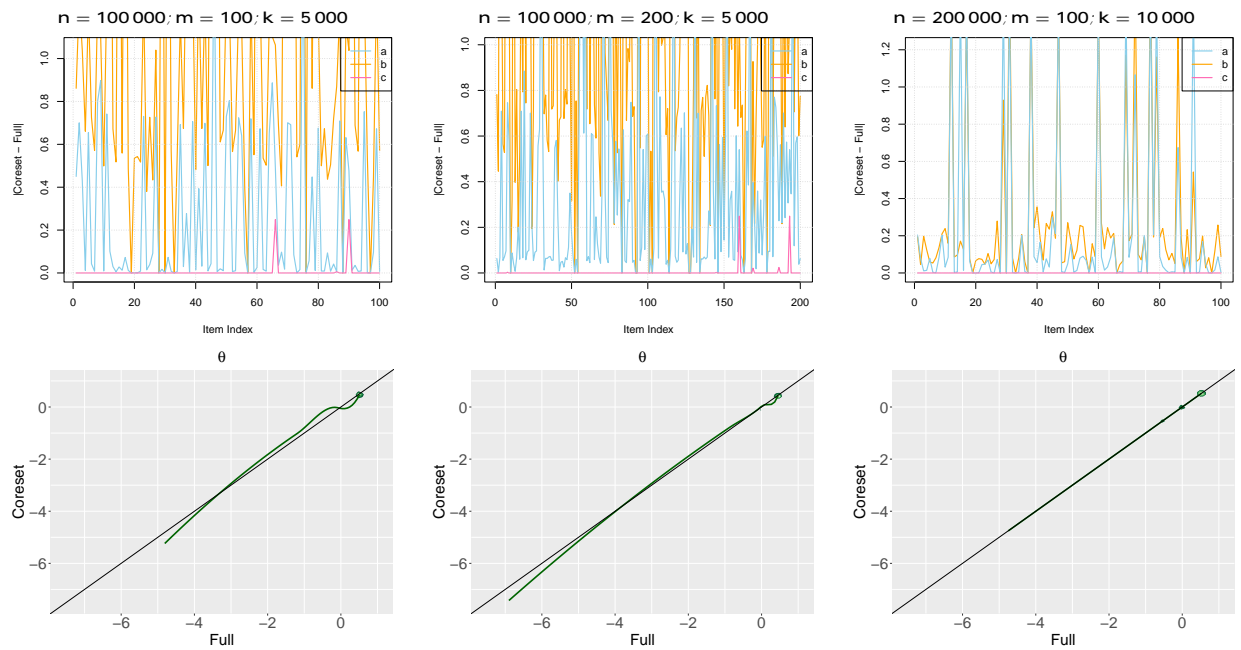 n = 100 000; m = 100; k = 5 000
|Coreset − Full|
0.0 0.2 0.4 0.6 0.8 1.0
a
b
c
0 20 40 60 80 100
Item Index
n = 100 000; m = 200; k = 5 000
|Coreset − Full|
0.0 0.2 0.4 0.6 0.8 1.0
a
b
c
0 50 100 150 200
Item Index
n = 200 000; m = 100; k = 10 000
|Coreset − Full|
0.0 0.2 0.4 0.6 0.8 1.0 1.2
a
b
c
0 20 40 60 80 100
Item Index
θ
Coreset
0
−2
−4
−6
−6 −4 −2 0
Full
θ
Coreset
0
−2
−4
−6
−6 −4 −2 0
Full
θ
Coreset
0
−2
−4
−6
−6 −4 −2 0
Full